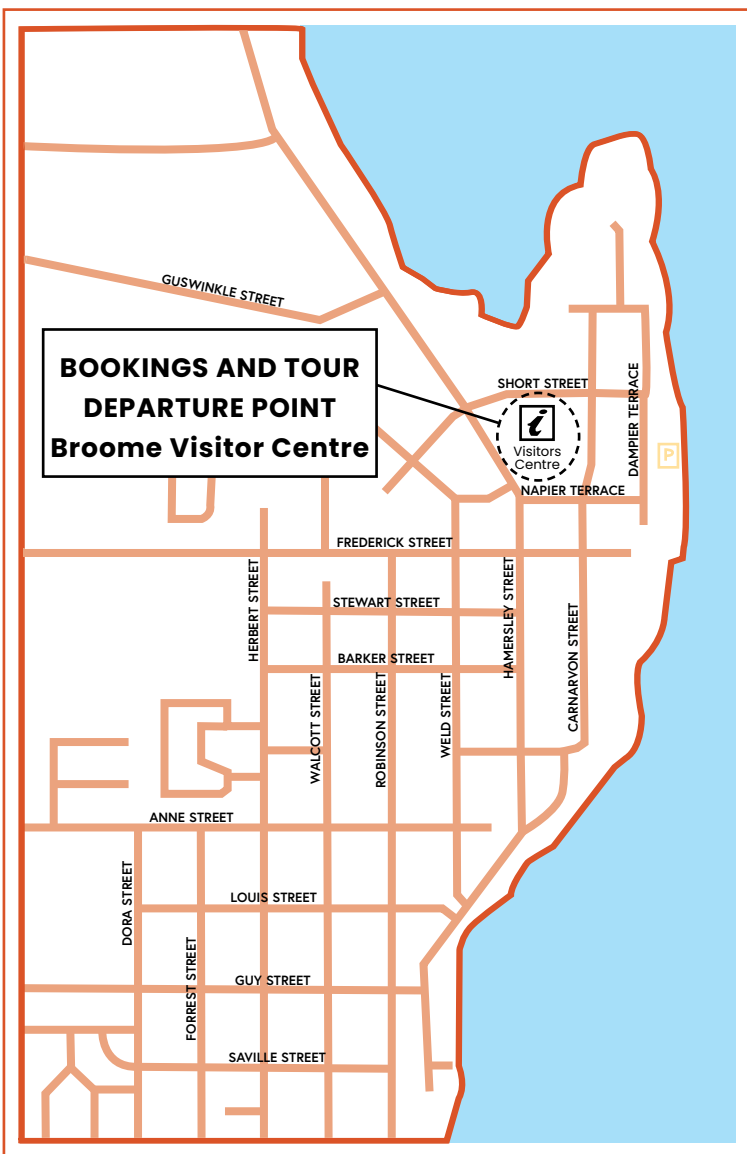 GUSWINKLE STREET
BOOKINGS AND TOUR
DEPARTURE POINT
Broome Visitor Centre
SHORT STREET
i
Visitors
Centre
DAMPIER TERRACE
P
NAPIER TERRACE
FREDERICK STREET
HERBERT STREET
STEWART STREET
HAMERSLEY STREET
BARKER STREET
CARNARVON STREET
WALCOTT STREET
ROBINSON STREET
WELD STREET
ANNE STREET
DORA STREET
LOUIS STREET
FORREST STREET
GUY STREET
SAVILLE STREET